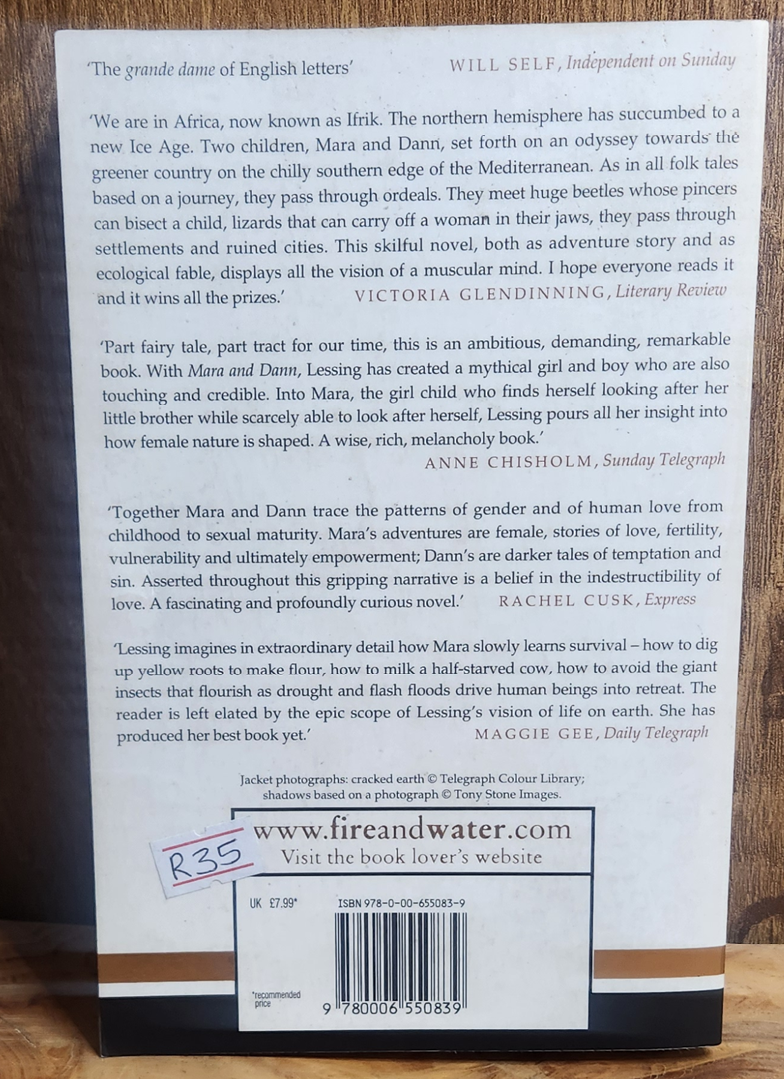 'The grande dame of English letters' WILL SELF, Independent on Sunday
'We are in Africa, now known as Ifrik. The northern hemisphere has succumbed to a
new Ice Age. Two children, Mara and Dann, set forth on an odyssey towards the
greener country on the chilly southern edge of the Mediterranean. As in all folk tales
based on a journey, they pass through ordeals. They meet huge beetles whose pincers
can bisect a child, lizards that can carry off a woman in their jaws, they pass through
settlements and ruined cities. This skilful novel, both as adventure story and as
ecological fable, displays all the vision of a muscular mind. I hope everyone reads it
and it wins all the prizes.' VICTORIA GLENDINNING, Literary Review
'Part fairy tale, part tract for our time, this is an ambitious, demanding, remarkable
book. With Mara and Dann, Lessing has created a mythical girl and boy who are also
touching and credible. Into Mara, the girl child who finds herself looking after her
little brother while scarcely able to look after herself, Lessing pours all her insight into
how female nature is shaped. A wise, rich, melancholy book.'
ANNE CHISHOLM, Sunday Telegraph
'Together Mara and Dann trace the patterns of gender and of human love from
childhood to sexual maturity. Mara's adventures are female, stories of love, fertility,
vulnerability and ultimately empowerment; Dann's are darker tales of temptation and
sin. Asserted throughout this gripping narrative is a belief in the indestructibility of
love. A fascinating and profoundly curious novel.' RACHEL CUSK, Express
'Lessing imagines in extraordinary detail how Mara slowly learns survival – how to dig
up yellow roots to make flour, how to milk a half-starved cow, how to avoid the giant
insects that flourish as drought and flash floods drive human beings into retreat. The
reader is left elated by the epic scope of Lessing's vision of life on earth. She has
produced her best book yet.' MAGGIE GEE, Daily Telegraph
Jacket photographs: cracked earth © Telegraph Colour Library;
shadows based on a photograph © Tony Stone Images.
www.fireandwater.com
Visit the book lover's website
R35
UK £7.99* ISBN 978-0-00-655083-9
*recommended
price
9 780006 550839